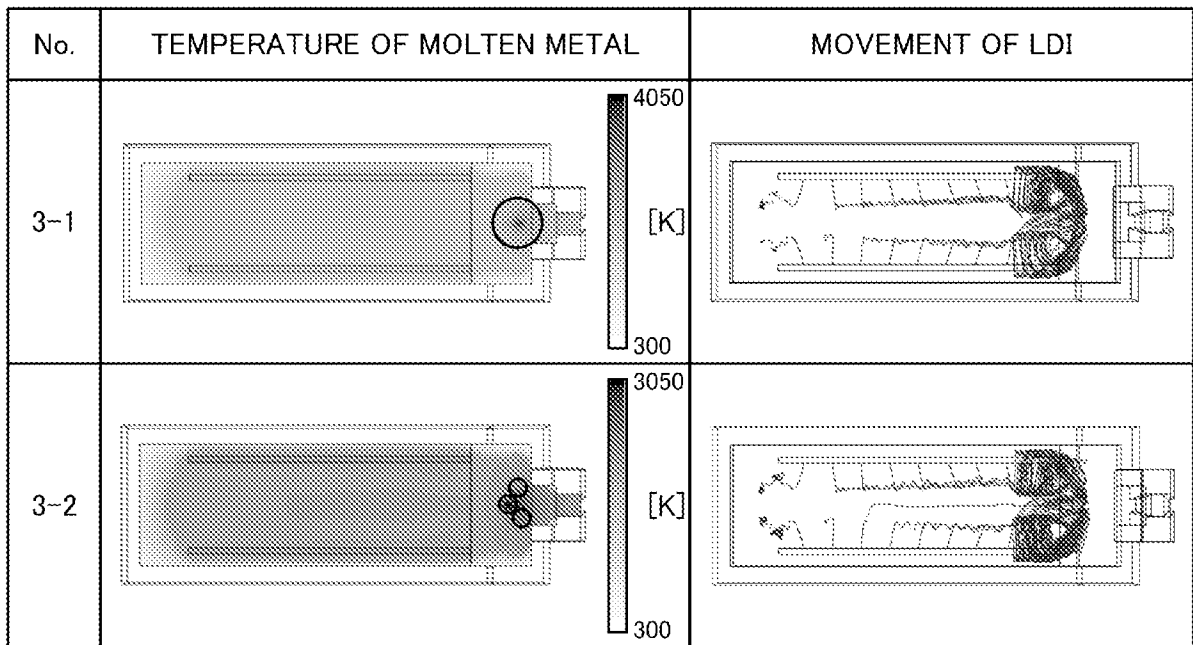 No.
TEMPERATURE OF MOLTEN METAL
MOVEMENT OF LDI
3-1
4050
[K]
300
3-2
3050
[K]
300